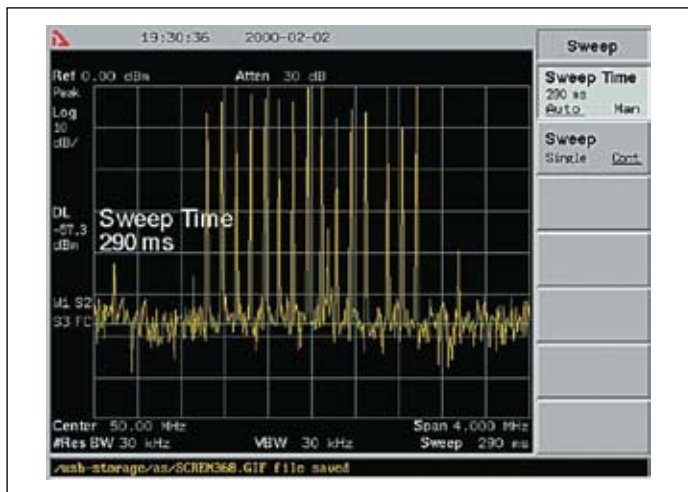 19:30:36 2000-02-02
Ref 0.00 dBm Atten 30 dB
Peak
Log
10
dB/
DL
-67.3
dBm
Sweep Time
290 ms
W1 S2
S3 FC
Center 50.00 MHz Span 4.000 MHz
#Res BW 30 kHz VBW 30 kHz Sweep 290 ms
/usb-storage/an/SCREN368.GIF file saved
Sweep
Sweep Time
290 ms
Auto Man
Sweep
Single Cont